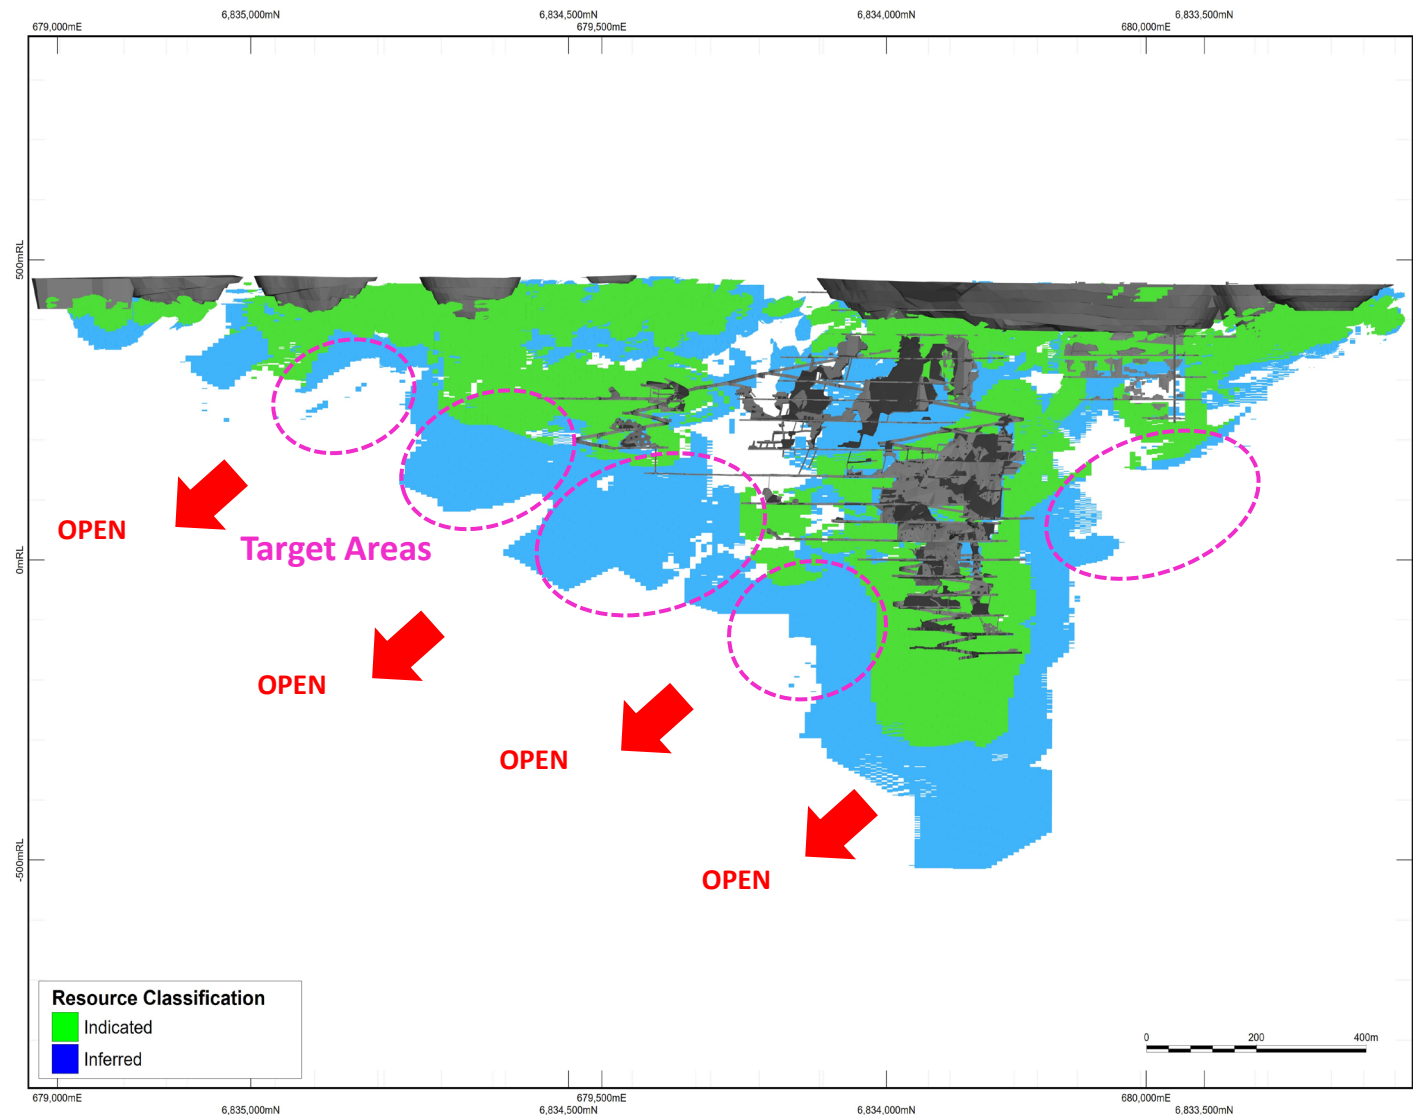 6,835,000mN 6,834,500mN 6,834,000mN 6,833,500mN
679,000mE 679,500mE 680,000mE
500mRL
0mRL
-500mRL
OPEN
Target Areas
OPEN
OPEN
OPEN
Resource Classification
Indicated
Inferred
0 200 400m
679,000mE 679,500mE 680,000mE
6,835,000mN 6,834,500mN 6,834,000mN 6,833,500mN